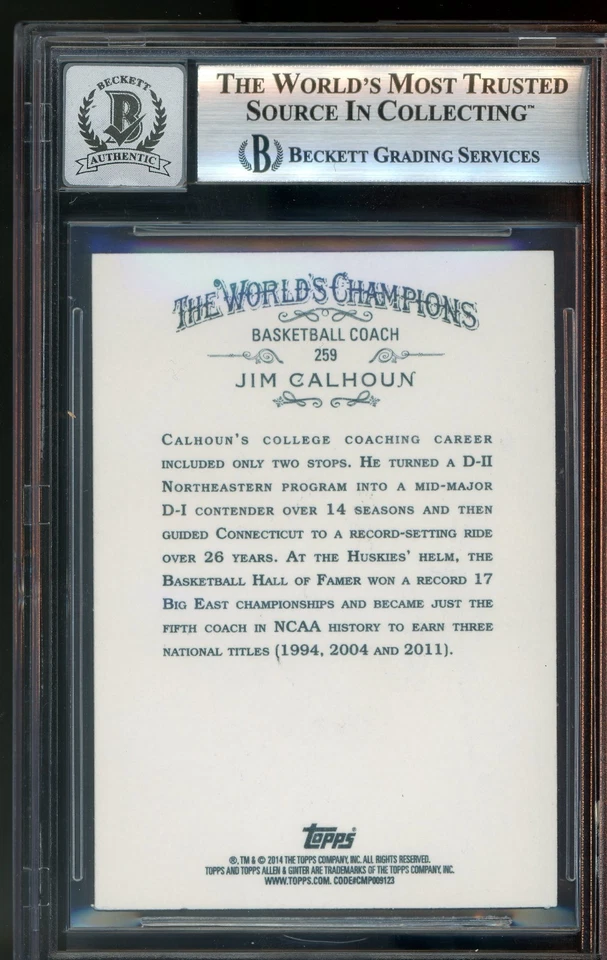 BECKETT
B
AUTHENTIC
THE WORLD'S MOST TRUSTED
SOURCE IN COLLECTING™
B BECKETT GRADING SERVICES
THE WORLD'S CHAMPIONS
BASKETBALL COACH
259
JIM CALHOUN
CALHOUN'S COLLEGE COACHING CAREER
INCLUDED ONLY TWO STOPS. HE TURNED A D-II
NORTHEASTERN PROGRAM INTO A MID-MAJOR
D-I CONTENDER OVER 14 SEASONS AND THEN
GUIDED CONNECTICUT TO A RECORD-SETTING RIDE
OVER 26 YEARS. AT THE HUSKIES' HELM, THE
BASKETBALL HALL OF FAMER WON A RECORD 17
BIG EAST CHAMPIONSHIPS AND BECAME JUST THE
FIFTH COACH IN NCAA HISTORY TO EARN THREE
NATIONAL TITLES (1994, 2004 AND 2011).
Topps
®, TM & © 2014 THE TOPPS COMPANY, INC. ALL RIGHTS RESERVED.
TOPPS AND TOPPS ALLEN & GINTER ARE TRADEMARKS OF THE TOPPS COMPANY, INC.
WWW.TOPPS.COM. CODE#CMP009123